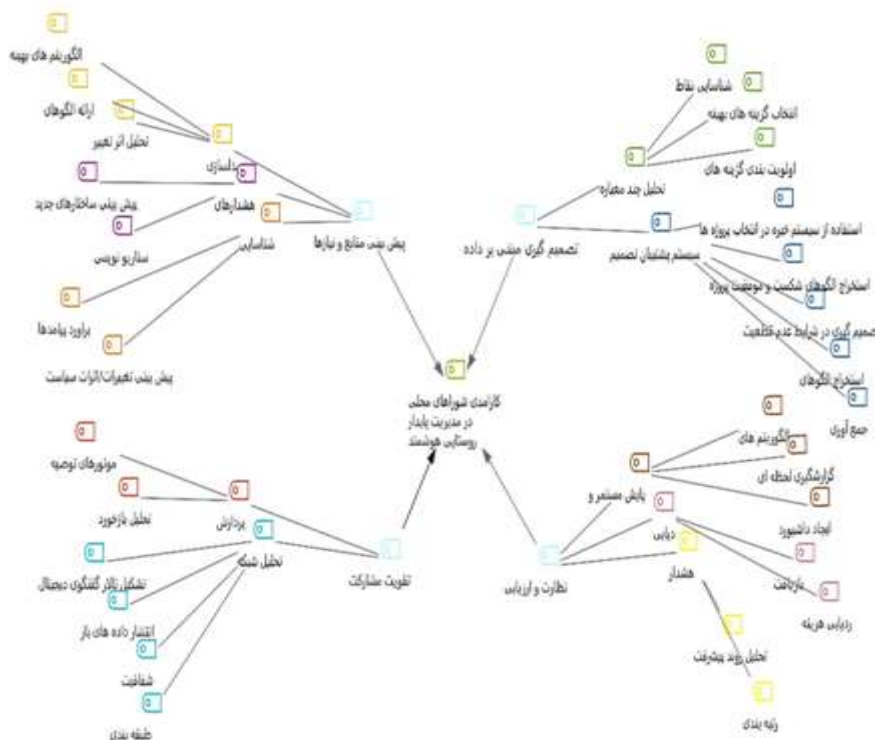 الگوریتم های بهینه
ارائه الگوهای
تحلیل اثر تغییر
مدلسازی
پیش بینی ساختارهای جدید
هشدارهای
سناریو نویسی
شناسایی
پیش بینی منابع و نیازها
براورد پیامدها
پیش بینی تغییرات/اثرات سیاست
شناسایی نقاط
انتخاب گزینه های بهینه
اولویت بندی گزینه های
تحلیل چند معیاره
استفاده از سیستم خبره در انتخاب پروژه ها
سیستم پشتیبان تصمیم
تصمیم گیری مبتنی بر داده
استخراج الگوهای شکست و موفقیت پروژه
تصمیم گیری در شرایط عدم قطعیت
استخراج الگوهای
جمع آوری
کارامدی شوراهای محلی
در مدیریت پایدار
روستایی هوشمند
موتورهای توصیه
تحلیل بازخورد
پردازش
تحلیل شبکه
تشکیل تالار گفتگوی دیجیتال
تقویت مشارکت
انتشار داده های باز
شفافیت
طبقه بندی
الگوریتم های
گزارشگیری لحظه ای
پایش مستمر و
ایجاد داشبورد
ردیابی
هشدار
بازیافت
نظارت و ارزیابی
ردیابی هزینه
تحلیل روند پیشرفت
رتبه بندی